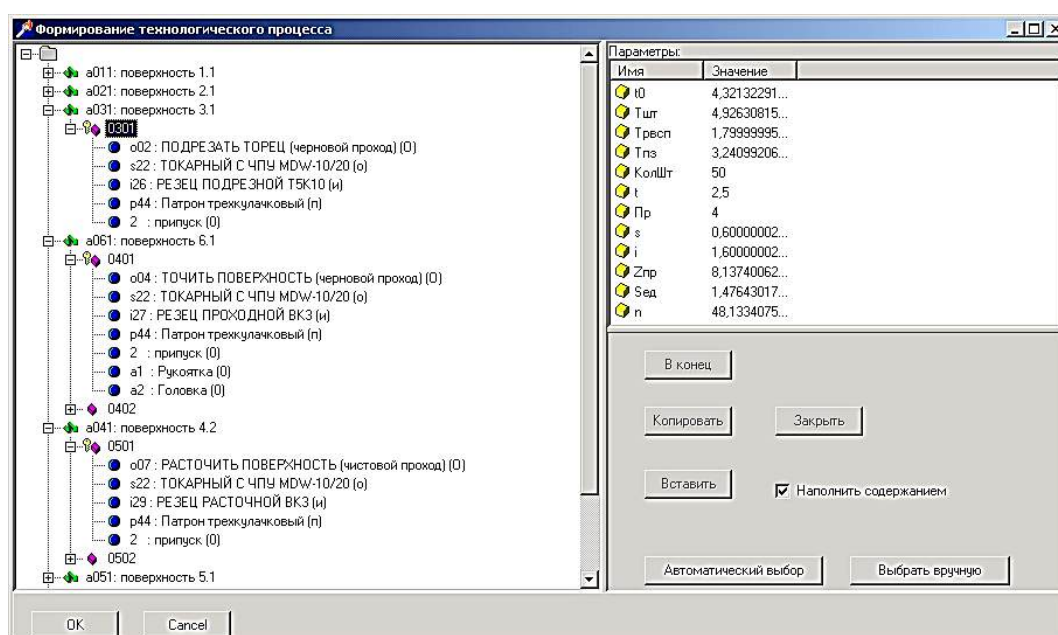 Формирование технологического процесса
a011: поверхность 1.1
a021: поверхность 2.1
a031: поверхность 3.1
0301
o02 : ПОДРЕЗАТЬ ТОРЕЦ (черновой проход) (О)
s22 : ТОКАРНЫЙ С ЧПУ MDW-10/20 (о)
i26 : РЕЗЕЦ ПОДРЕЗНОЙ Т5К10 (и)
p44 : Патрон трехкулачковый (п)
2 : припуск (0)
a061: поверхность 6.1
0401
o04 : ТОЧИТЬ ПОВЕРХНОСТЬ (черновой проход) (О)
s22 : ТОКАРНЫЙ С ЧПУ MDW-10/20 (о)
i27 : РЕЗЕЦ ПРОХОДНОЙ ВК3 (и)
p44 : Патрон трехкулачковый (п)
2 : припуск (0)
a1 : Рукоятка (0)
a2 : Головка (0)
0402
a041: поверхность 4.2
0501
o07 : РАСТОЧИТЬ ПОВЕРХНОСТЬ (чистовой проход) (О)
s22 : ТОКАРНЫЙ С ЧПУ MDW-10/20 (о)
i29 : РЕЗЕЦ РАСТОЧНОЙ ВК3 (и)
p44 : Патрон трехкулачковый (п)
2 : припуск (0)
0502
a051: поверхность 5.1
Параметры:
Имя Значение
t0 4,32132291...
Tшт 4,92630815...
Tрвсп 1,79999995...
Tпз 3,24099206...
КолШт 50
t 2,5
Пр 4
s 0,60000002...
i 1,60000002...
Zпр 8,13740062...
Sед 1,47643017...
n 48,1334075...
В конец
Копировать Закрыть
Вставить Наполнить содержанием
Автоматический выбор Выбрать вручную
OK Cancel